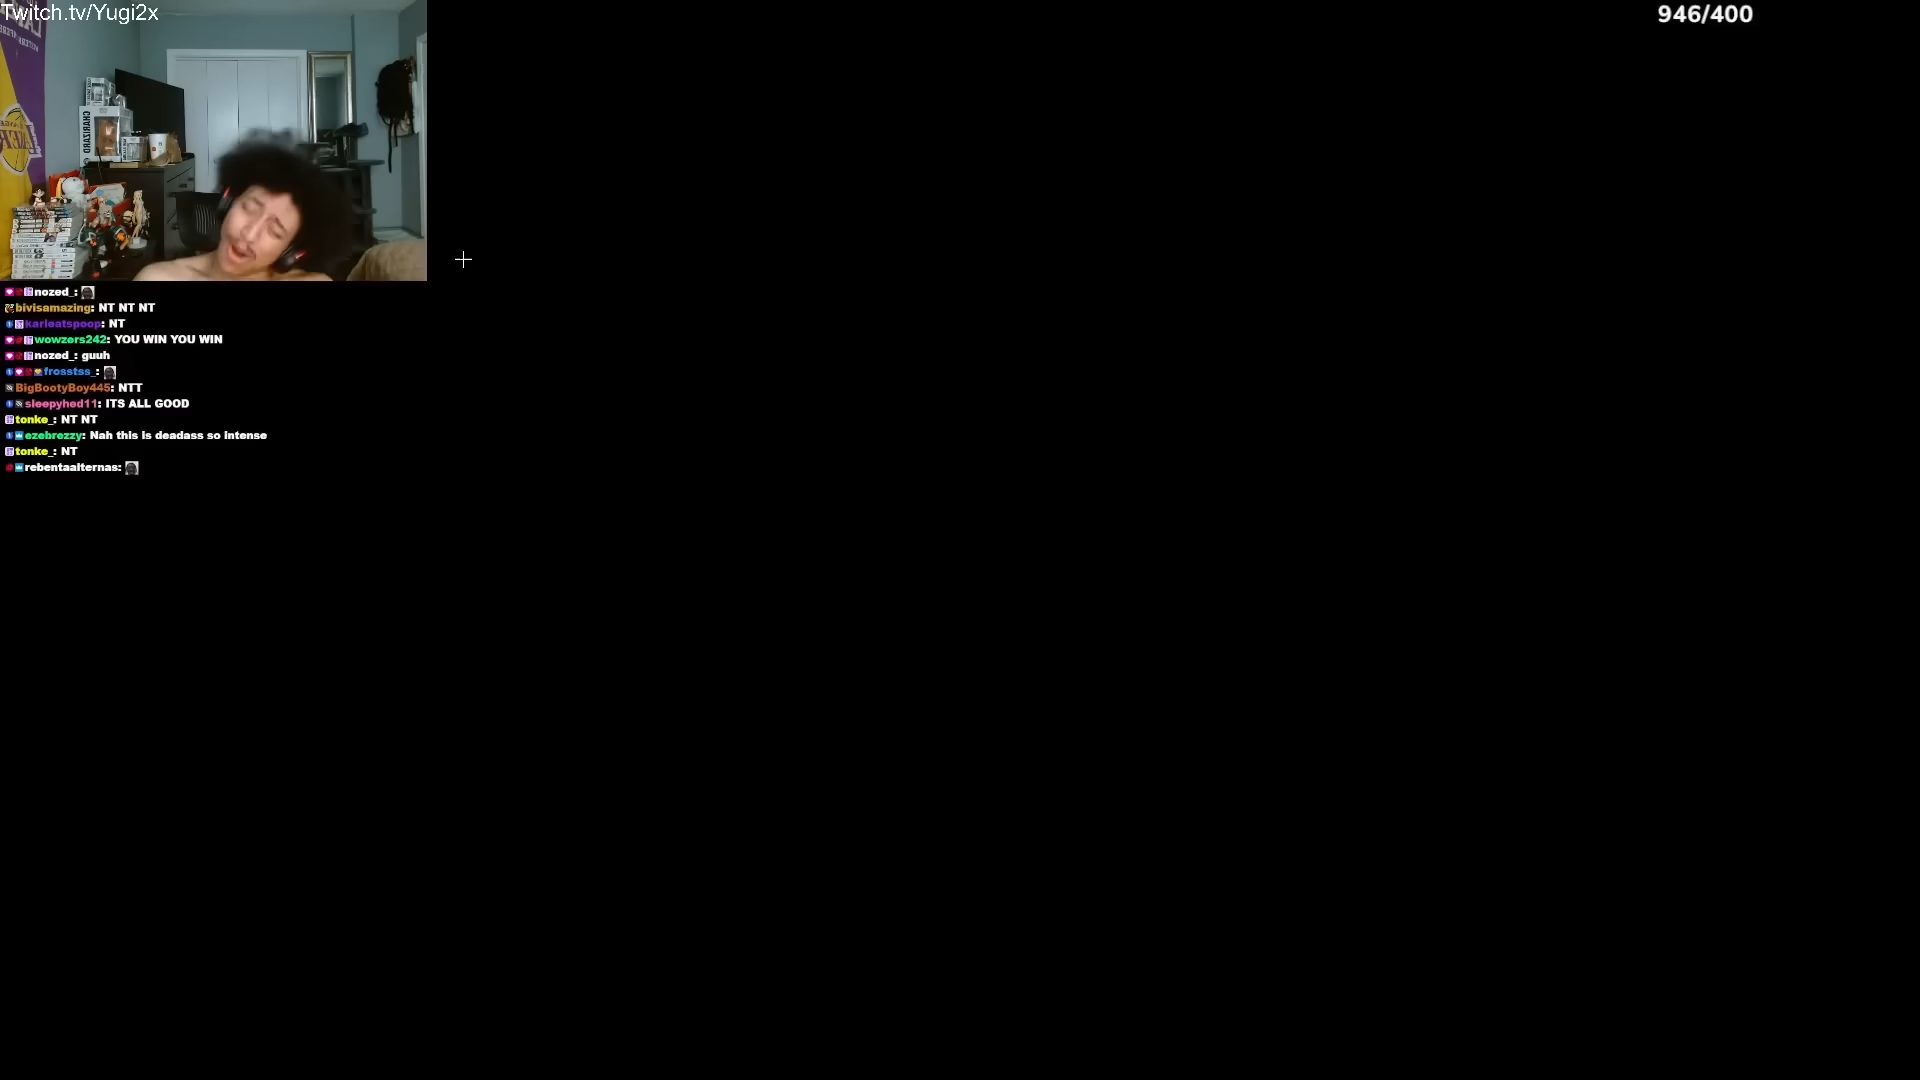 Twitch.tv/Yugi2x
946/400
CHARIZARD
nozed_:
bivisamazing: NT NT NT
karleatspoop: NT
wowzers242: YOU WIN YOU WIN
nozed_: guuh
frosstss_:
BigBootyBoy445: NTT
sleepyhed11: ITS ALL GOOD
tonke_: NT NT
ezebrezzy: Nah this is deadass so intense
tonke_: NT
rebentaalternas: